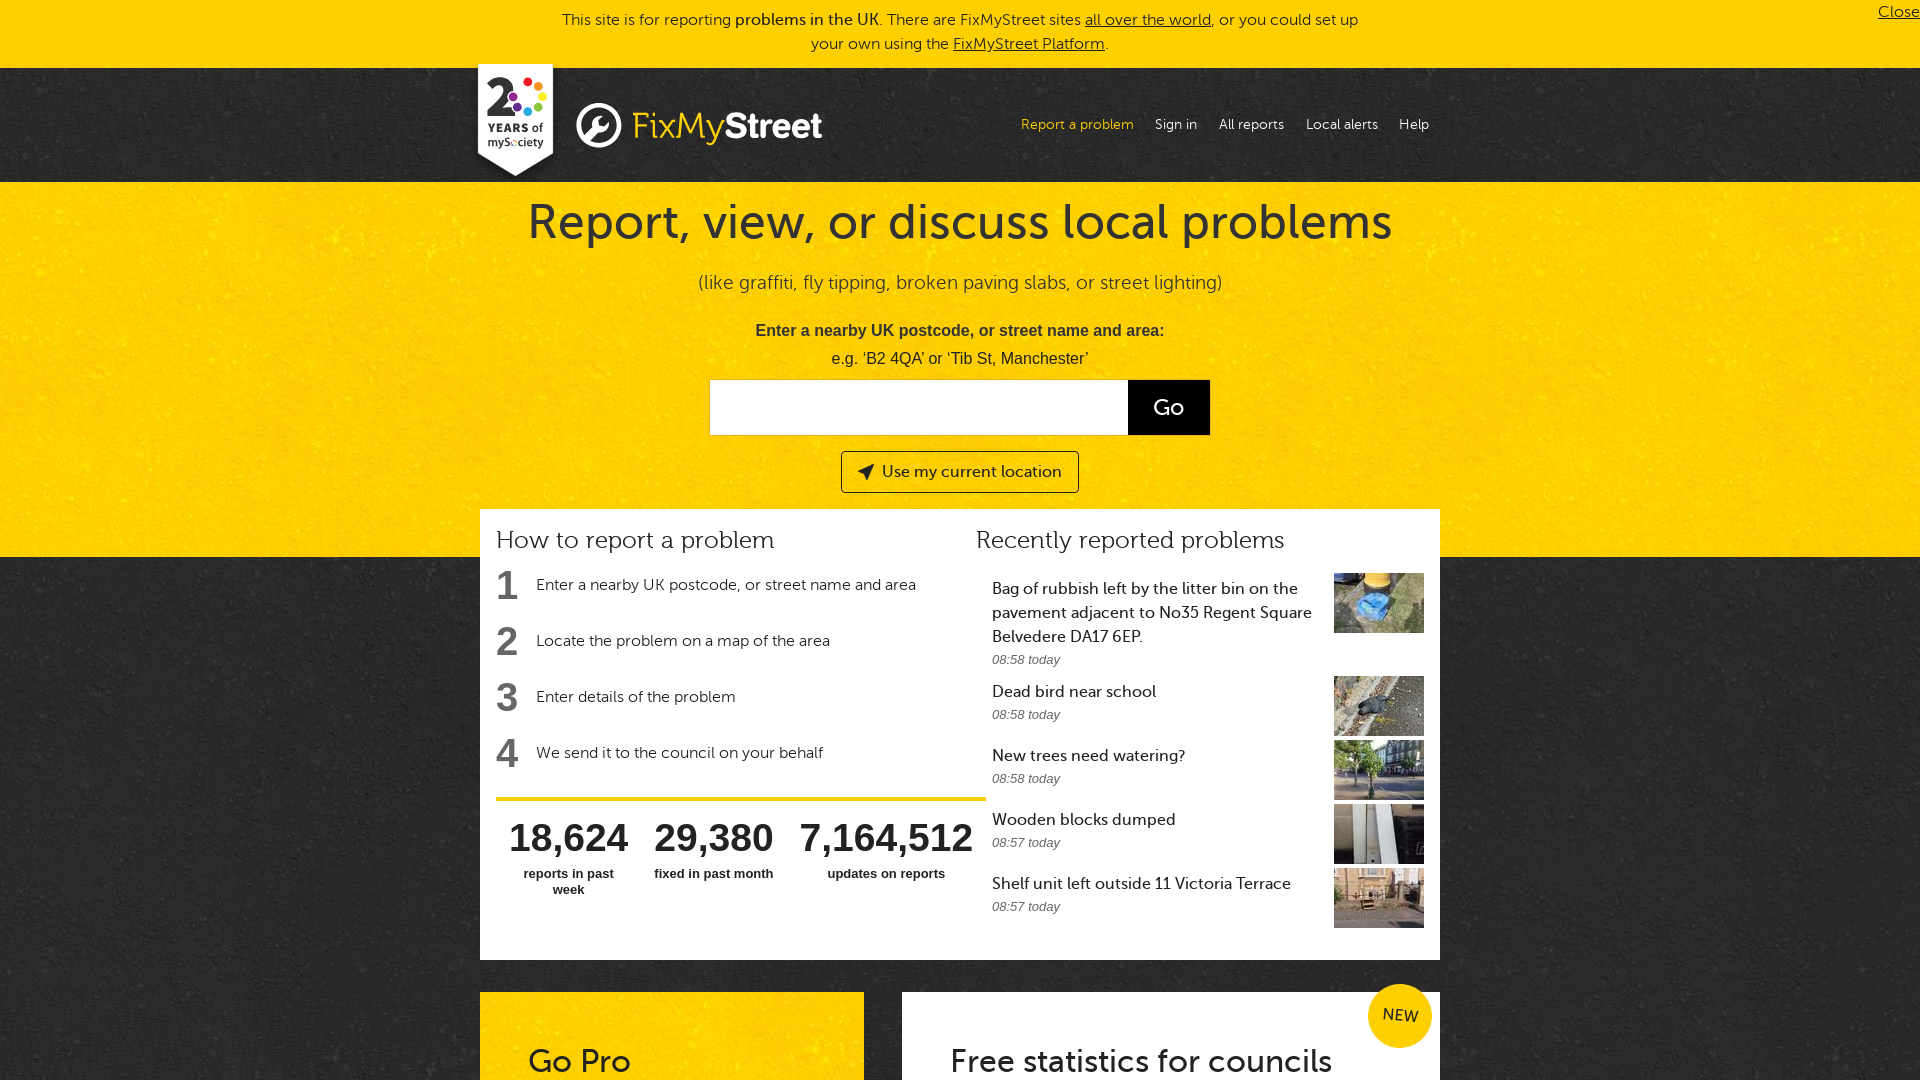 This site is for reporting problems in the UK. There are FixMyStreet sites all over the world, or you could set up
your own using the FixMyStreet Platform.
Close
20
YEARS of
mySociety
FixMyStreet
Report a problem
Sign in
All reports
Local alerts
Help
Report, view, or discuss local problems
(like graffiti, fly tipping, broken paving slabs, or street lighting)
Enter a nearby UK postcode, or street name and area:
e.g. ‘B2 4QA’ or ‘Tib St, Manchester’
Go
Use my current location
How to report a problem
1 Enter a nearby UK postcode, or street name and area
2 Locate the problem on a map of the area
3 Enter details of the problem
4 We send it to the council on your behalf
18,624
reports in past
week
29,380
fixed in past month
7,164,512
updates on reports
Recently reported problems
Bag of rubbish left by the litter bin on the
pavement adjacent to No35 Regent Square
Belvedere DA17 6EP.
08:58 today
Dead bird near school
08:58 today
New trees need watering?
08:58 today
Wooden blocks dumped
08:57 today
Shelf unit left outside 11 Victoria Terrace
08:57 today
Go Pro
NEW
Free statistics for councils